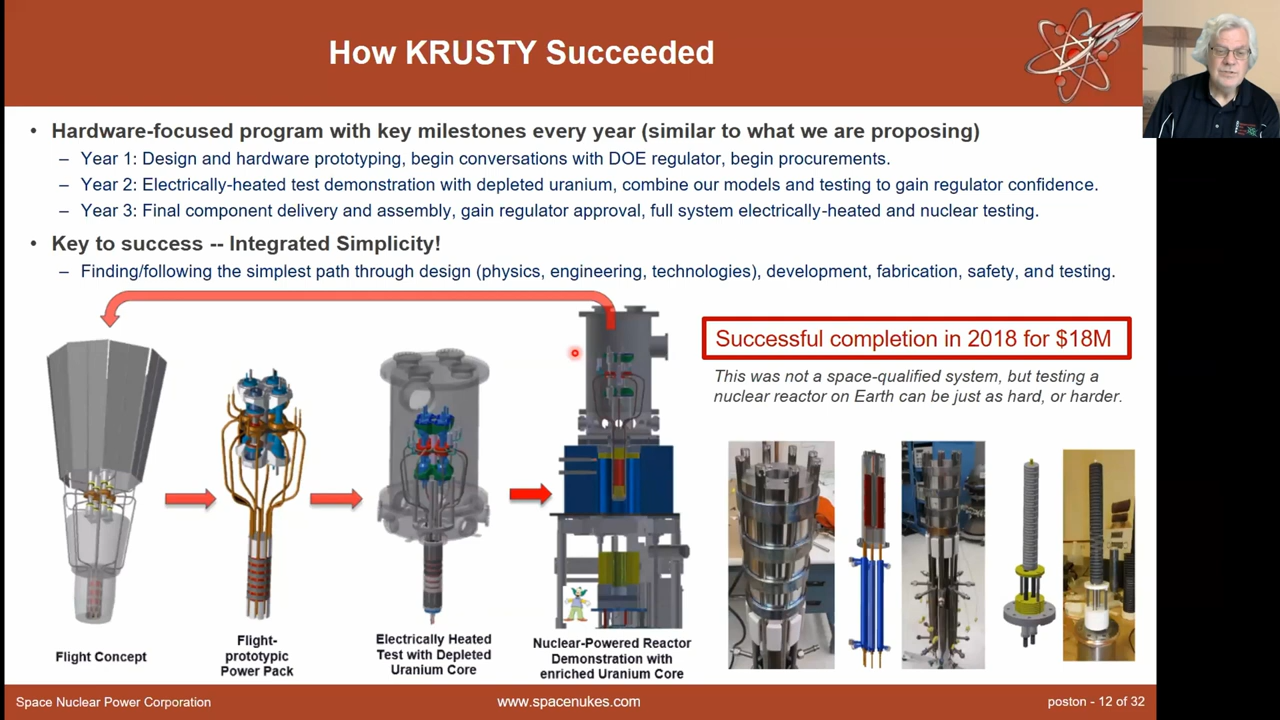 How KRUSTY Succeeded
• Hardware-focused program with key milestones every year (similar to what we are proposing)
– Year 1: Design and hardware prototyping, begin conversations with DOE regulator, begin procurements.
– Year 2: Electrically-heated test demonstration with depleted uranium, combine our models and testing to gain regulator confidence.
– Year 3: Final component delivery and assembly, gain regulator approval, full system electrically-heated and nuclear testing.
• Key to success -- Integrated Simplicity!
– Finding/following the simplest path through design (physics, engineering, technologies), development, fabrication, safety, and testing.
Successful completion in 2018 for $18M
This was not a space-qualified system, but testing a
nuclear reactor on Earth can be just as hard, or harder.
Flight Concept
Flight-
prototypic
Power Pack
Electrically Heated
Test with Depleted
Uranium Core
Nuclear-Powered Reactor
Demonstration with
enriched Uranium Core
Space Nuclear Power Corporation
www.spacenukes.com
poston - 12 of 32